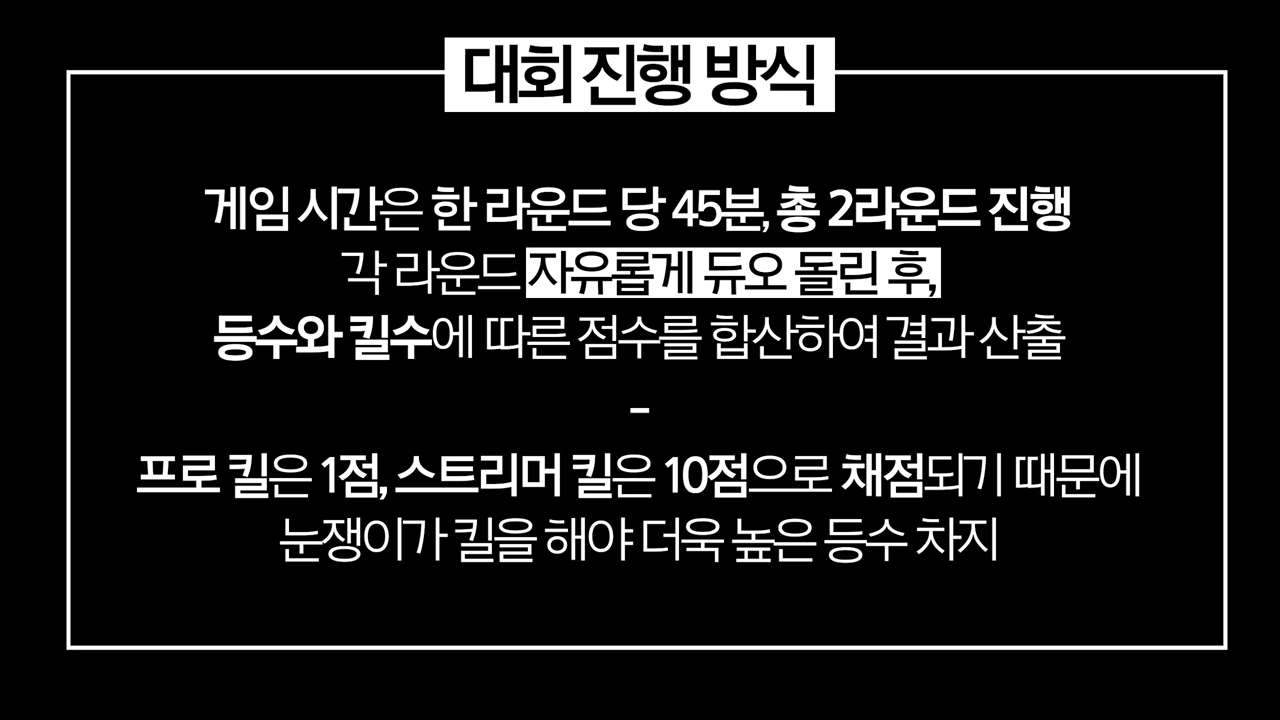 대회 진행 방식
게임 시간은 한 라운드 당 45분, 총 2라운드 진행
각 라운드 자유롭게 듀오 돌린 후,
등수와 킬수에 따른 점수를 합산하여 결과 산출
-
프로 킬은 1점, 스트리머 킬은 10점으로 채점되기 때문에
눈쟁이가 킬을 해야 더욱 높은 등수 차지